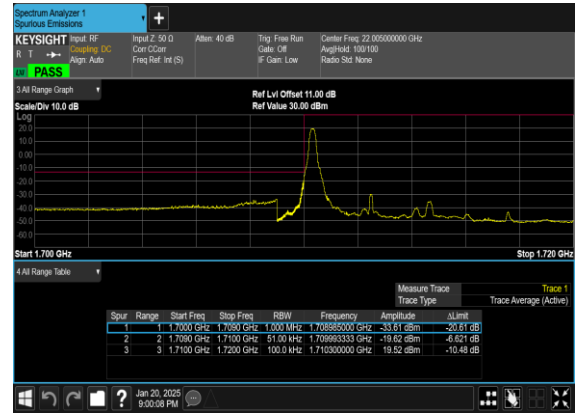 Spectrum Analyzer 1
Spurious Emissions
KEYSIGHT Input: RF Input Z: 50 Ω Atten: 40 dB Trig: Free Run Center Freq: 22.005000000 GHz
R T Coupling: DC Corr CCorr Gate: Off Avg|Hold: 100/100
Align: Auto Freq Ref: Int (S) IF Gain: Low Radio Std: None
PASS
3 All Range Graph
Ref Lvl Offset 11.00 dB
Scale/Div 10.0 dB Ref Value 30.00 dBm
Log
20.0
10.0
0.00
-10.0
-20.0
-30.0
-40.0
-50.0
-60.0
Start 1.700 GHz Stop 1.720 GHz
4 All Range Table
Measure Trace Trace 1
Trace Type Trace Average (Active)
Spur Range Start Freq Stop Freq RBW Frequency Amplitude ΔLimit
1 1 1.7000 GHz 1.7090 GHz 1.000 MHz 1.708985000 GHz -33.61 dBm -20.61 dB
2 2 1.7090 GHz 1.7100 GHz 51.00 kHz 1.709993333 GHz -19.62 dBm -6.621 dB
3 3 1.7100 GHz 1.7200 GHz 100.0 kHz 1.710300000 GHz 19.52 dBm -10.48 dB
Jan 20, 2025
9:00:08 PM